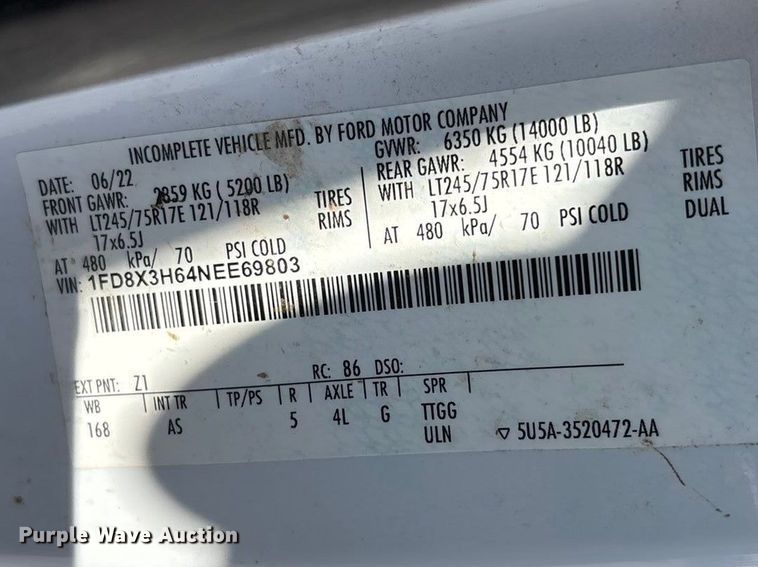 INCOMPLETE VEHICLE MFD. BY FORD MOTOR COMPANY
DATE: 06/22 GVWR: 6350 KG (14000 LB)
FRONT GAWR: 2359 KG ( 5200 LB) REAR GAWR: 4554 KG (10040 LB)
WITH LT245/75R17E 121/118R TIRES WITH LT245/75R17E 121/118R TIRES
17x6.5J RIMS 17x6.5J RIMS
AT 480 kPa/ 70 PSI COLD AT 480 kPa/ 70 PSI COLD DUAL
VIN: 1FD8X3H64NEE69803
EXT PNT: Z1 RC: 86 DSO:
WB INT TR TP/PS R AXLE TR SPR
168 AS 5 4L G TTGG
ULN ▽ 5U5A-3520472-AA
Purple Wave Auction